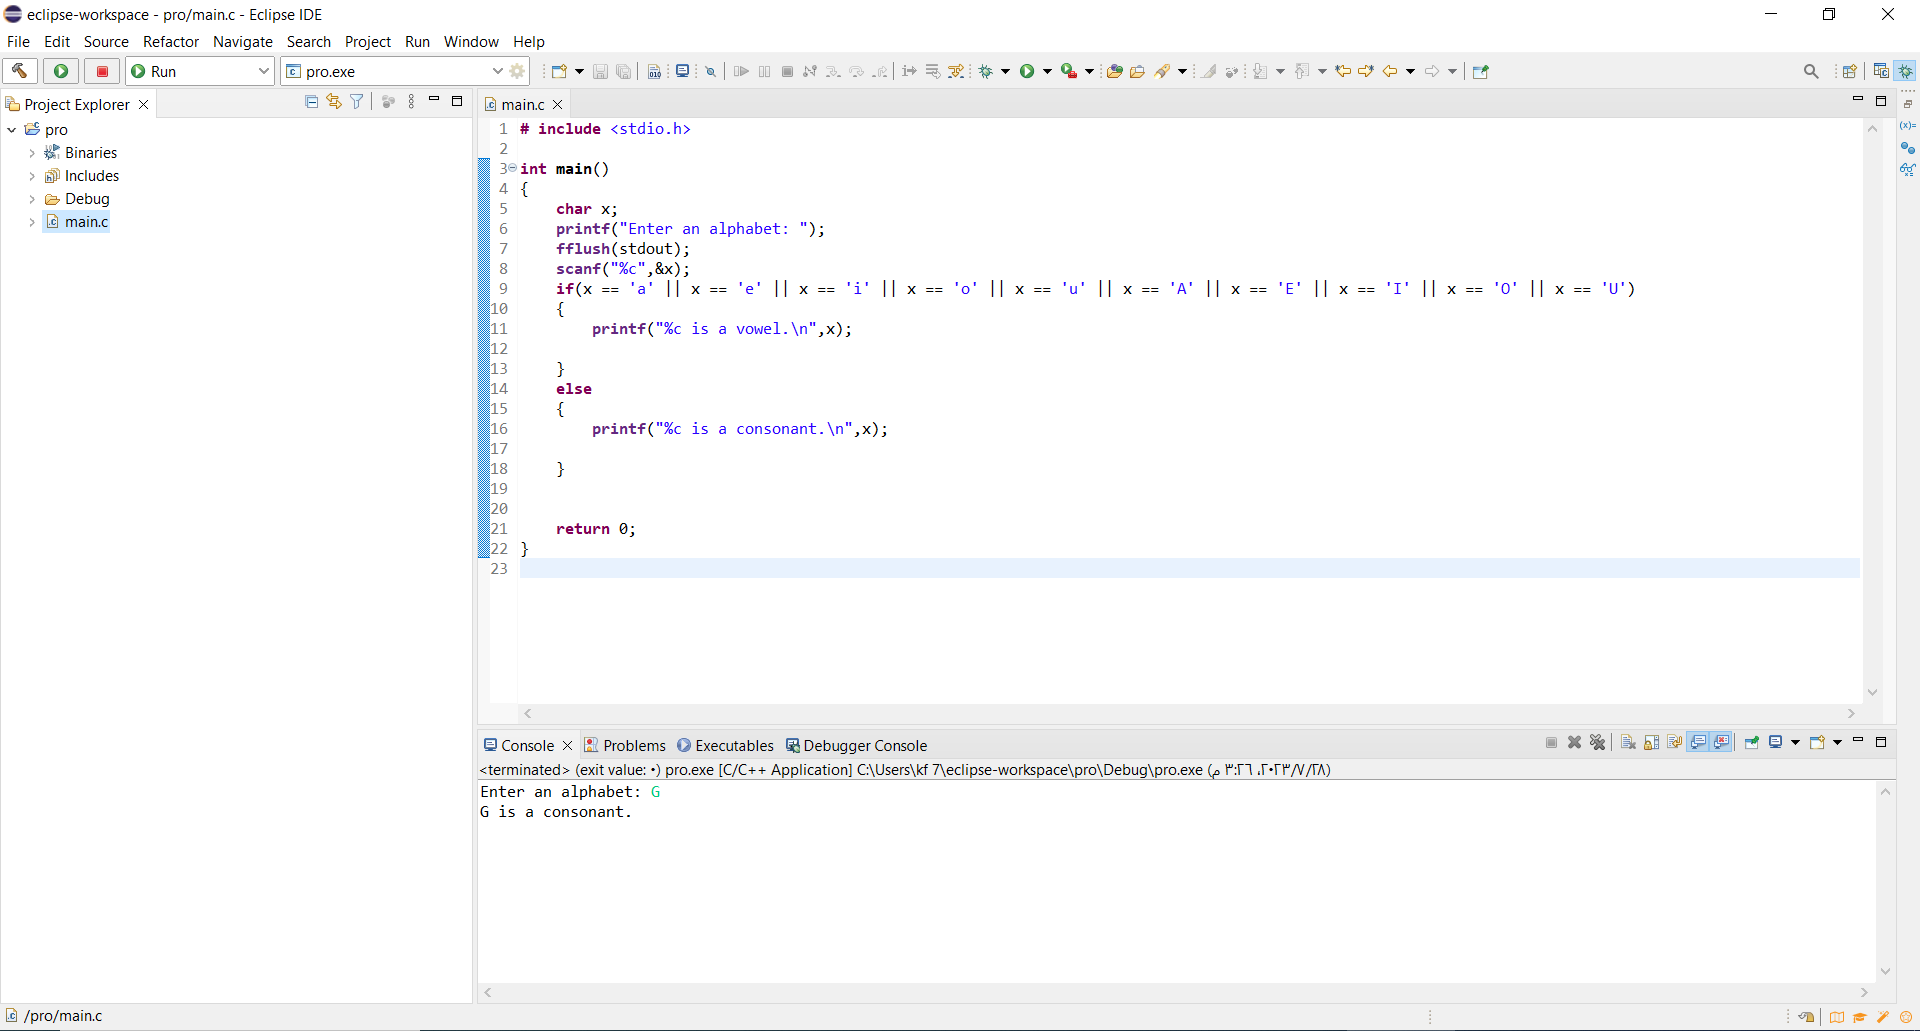 eclipse-workspace - pro/main.c - Eclipse IDE
File Edit Source Refactor Navigate Search Project Run Window Help
Run pro.exe
Project Explorer
pro
Binaries
Includes
Debug
main.c
main.c
1 # include <stdio.h>
2
3 int main()
4 {
5 char x;
6 printf("Enter an alphabet: ");
7 fflush(stdout);
8 scanf("%c",&x);
9 if(x == 'a' || x == 'e' || x == 'i' || x == 'o' || x == 'u' || x == 'A' || x == 'E' || x == 'I' || x == 'O' || x == 'U')
10 {
11 printf("%c is a vowel.\n",x);
12
13 }
14 else
15 {
16 printf("%c is a consonant.\n",x);
17
18 }
19
20
21 return 0;
22 }
23
Console Problems Executables Debugger Console
<terminated> (exit value: ٠) pro.exe [C/C++ Application] C:\Users\kf 7\eclipse-workspace\pro\Debug\pro.exe (٢٨‏/٧‏/٢٠٢٣، ٣:٢٦ م)
Enter an alphabet: G
G is a consonant.
/pro/main.c